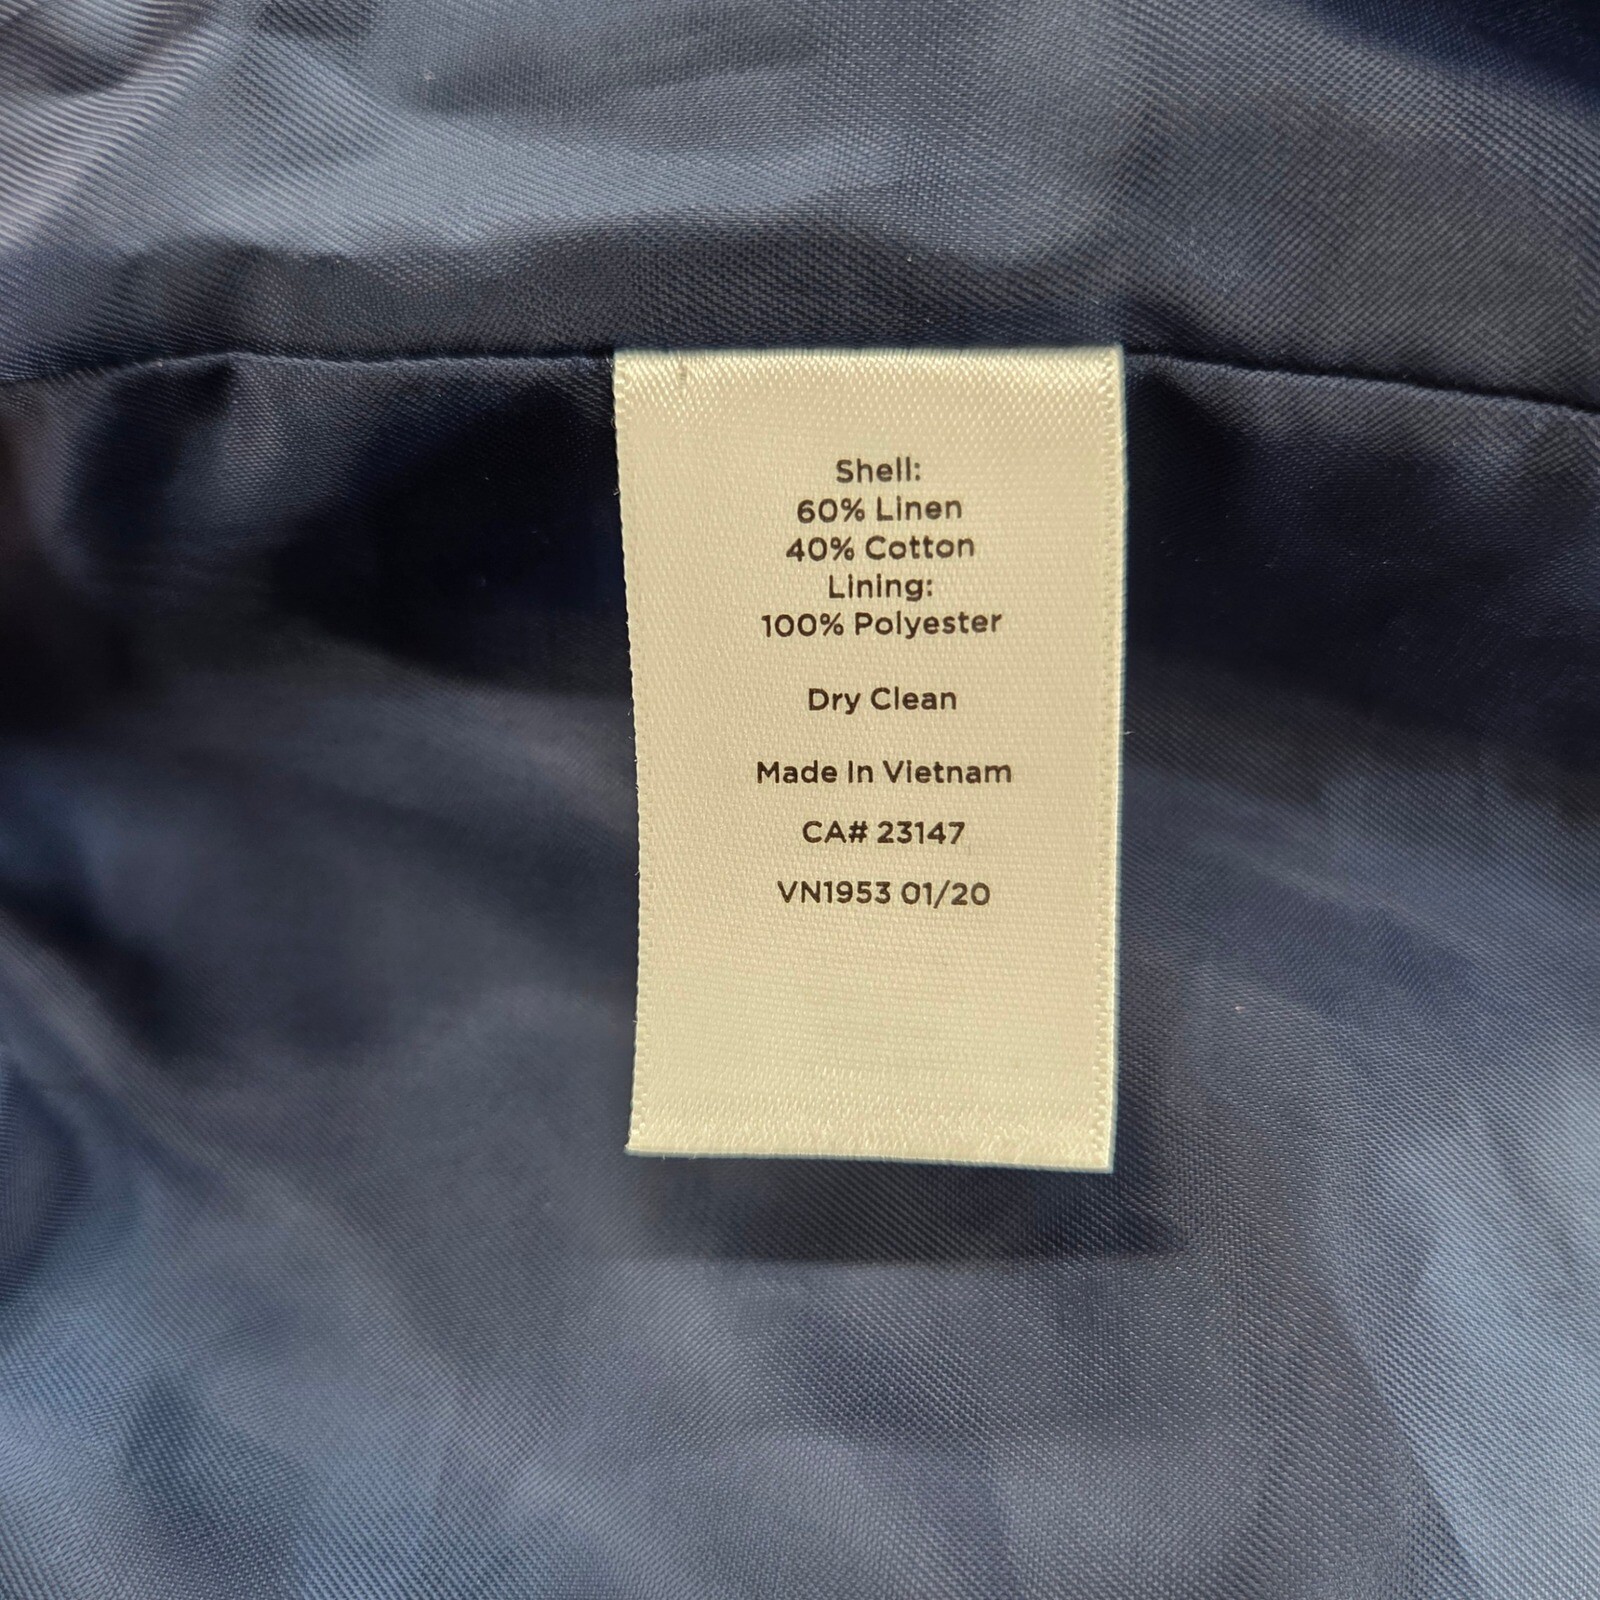 Shell:
60% Linen
40% Cotton
Lining:
100% Polyester
Dry Clean
Made In Vietnam
CA# 23147
VN1953 01/20